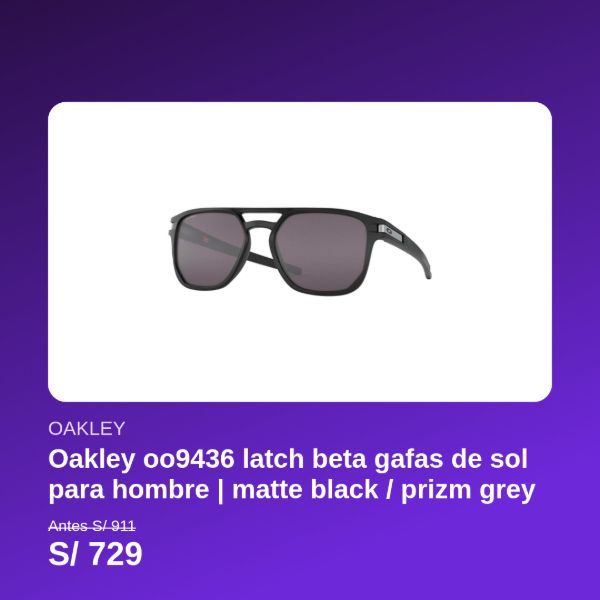 OAKLEY
Oakley oo9436 latch beta gafas de sol
para hombre | matte black / prizm grey
Antes S/ 911
S/ 729